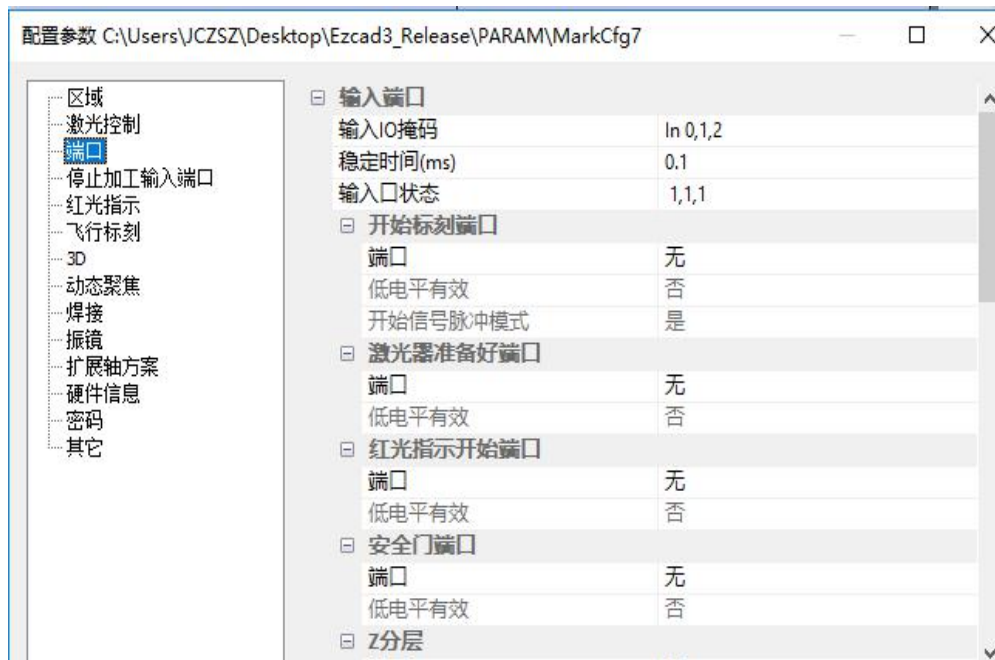 配置参数 C:\Users\JCZSZ\Desktop\Ezcad3_Release\PARAM\MarkCfg7
区域
激光控制
端口
停止加工输入端口
红光指示
飞行标刻
3D
动态聚焦
焊接
振镜
扩展轴方案
硬件信息
密码
其它
输入端口
输入IO掩码 In 0,1,2
稳定时间(ms) 0.1
输入口状态 1,1,1
开始标刻端口
端口 无
低电平有效 否
开始信号脉冲模式 是
激光器准备好端口
端口 无
低电平有效 否
红光指示开始端口
端口 无
低电平有效 否
安全门端口
端口 无
低电平有效 否
Z分层